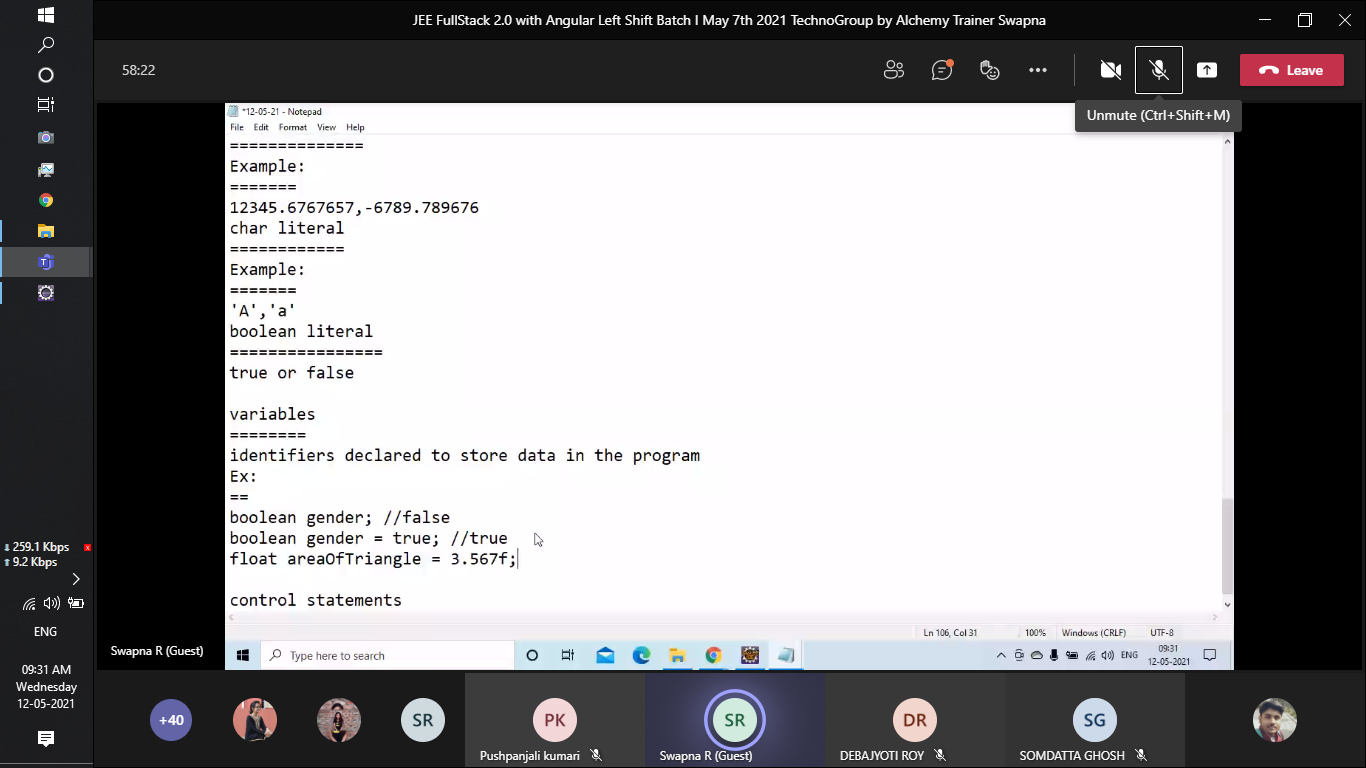 JEE FullStack 2.0 with Angular Left Shift Batch I May 7th 2021 TechnoGroup by Alchemy Trainer Swapna
58:22
Leave
Unmute (Ctrl+Shift+M)
*12-05-21 - Notepad
File Edit Format View Help
==============
Example:
=======
12345.6767657,-6789.789676
char literal
============
Example:
=======
'A','a'
boolean literal
================
true or false
variables
========
identifiers declared to store data in the program
Ex:
==
boolean gender; //false
boolean gender = true; //true
float areaOfTriangle = 3.567f;
control statements
Ln 106, Col 31 100% Windows (CRLF) UTF-8
Swapna R (Guest)
Type here to search
ENG
09:31
12-05-2021
259.1 Kbps
9.2 Kbps
ENG
09:31 AM
Wednesday
12-05-2021
+40
SR
PK
Pushpanjali kumari
SR
Swapna R (Guest)
DR
DEBAJYOTI ROY
SG
SOMDATTA GHOSH